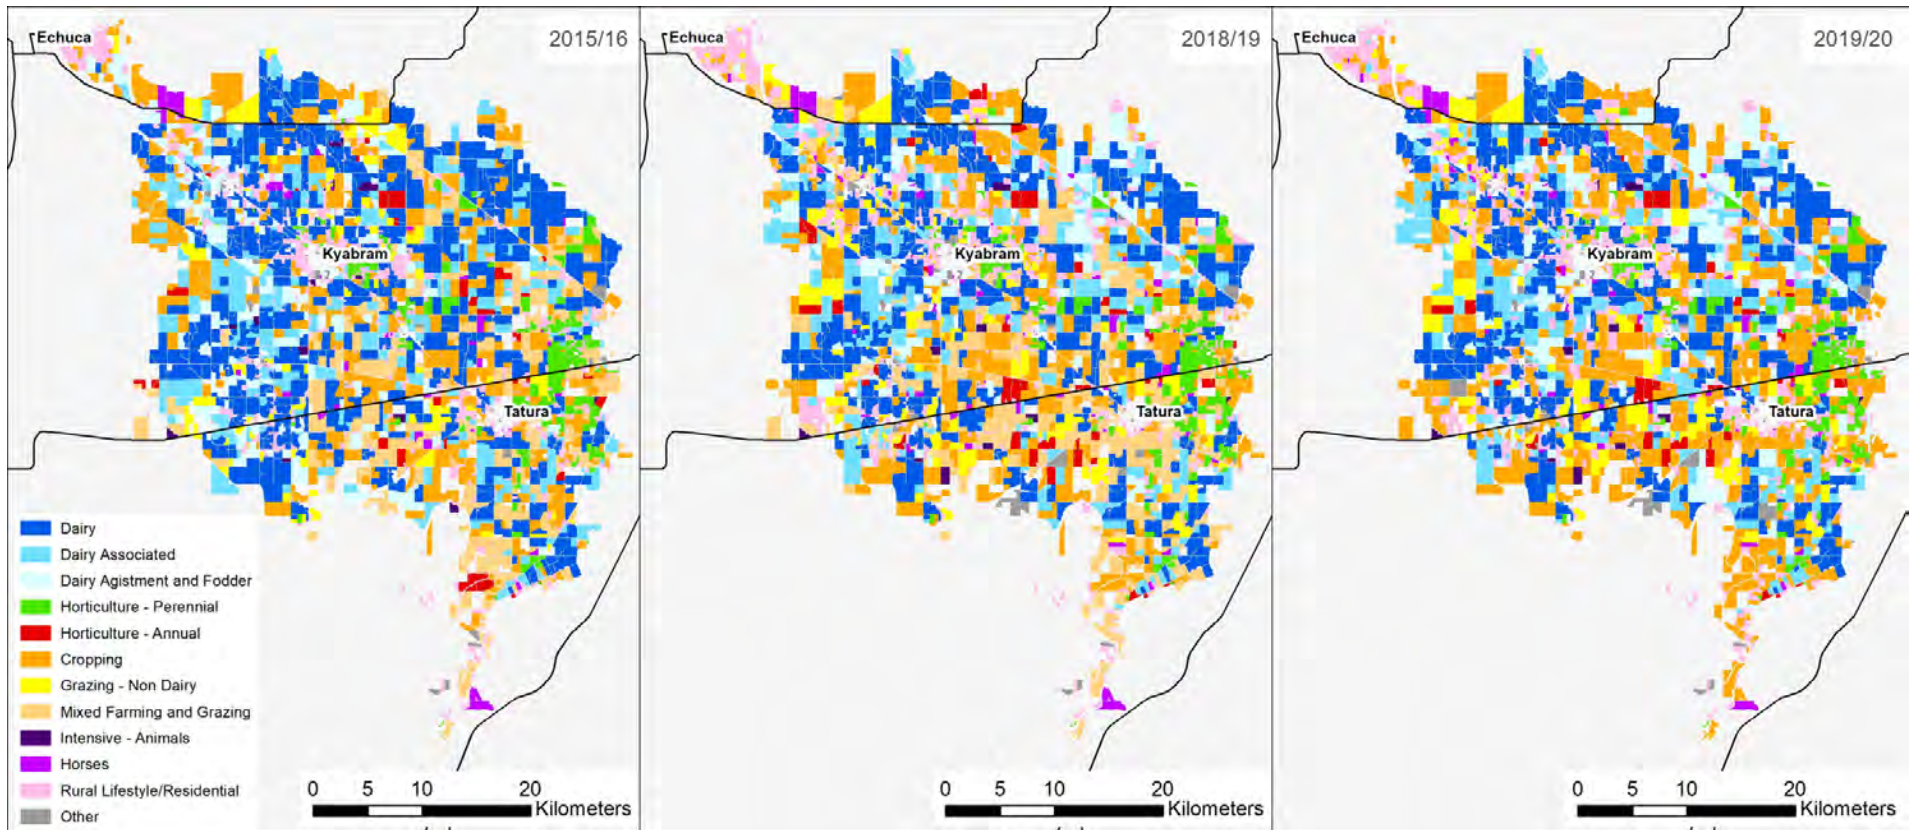 Echuca
2015/16
Kyabram
Tatura
Dairy
Dairy Associated
Dairy Agistment and Fodder
Horticulture - Perennial
Horticulture - Annual
Cropping
Grazing - Non Dairy
Mixed Farming and Grazing
Intensive - Animals
Horses
Rural Lifestyle/Residential
Other
0 5 10 20
Kilometers
Echuca
2018/19
Kyabram
Tatura
0 5 10 20
Kilometers
Echuca
2019/20
Kyabram
Tatura
0 5 10 20
Kilometers